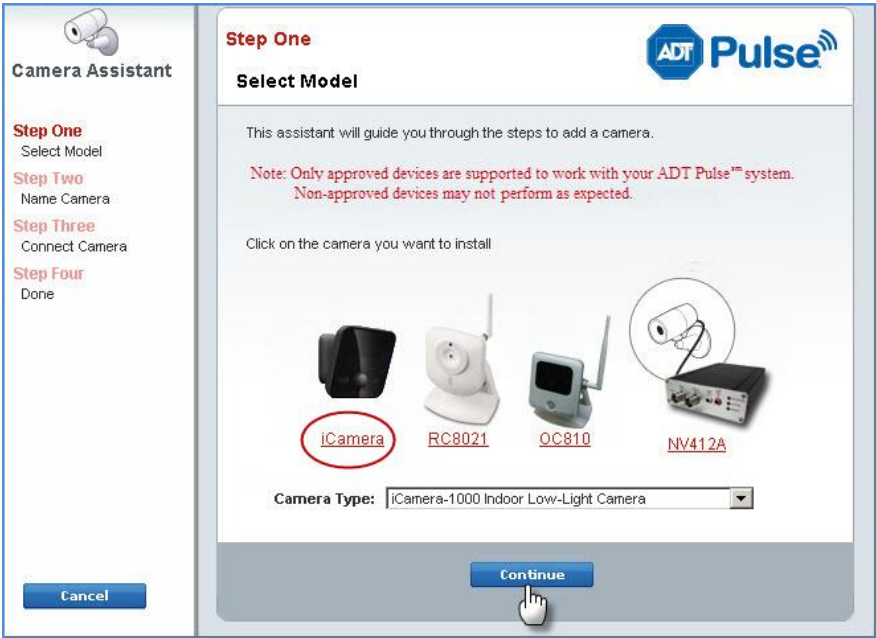 Camera Assistant
Step One
Select Model
Step Two
Name Camera
Step Three
Connect Camera
Step Four
Done
Cancel
Step One
Select Model
ADT Pulse
This assistant will guide you through the steps to add a camera.
Note: Only approved devices are supported to work with your ADT Pulse℠ system.
Non-approved devices may not perform as expected.
Click on the camera you want to install
iCamera
RC8021
OC810
NV412A
Camera Type: iCamera-1000 Indoor Low-Light Camera
Continue